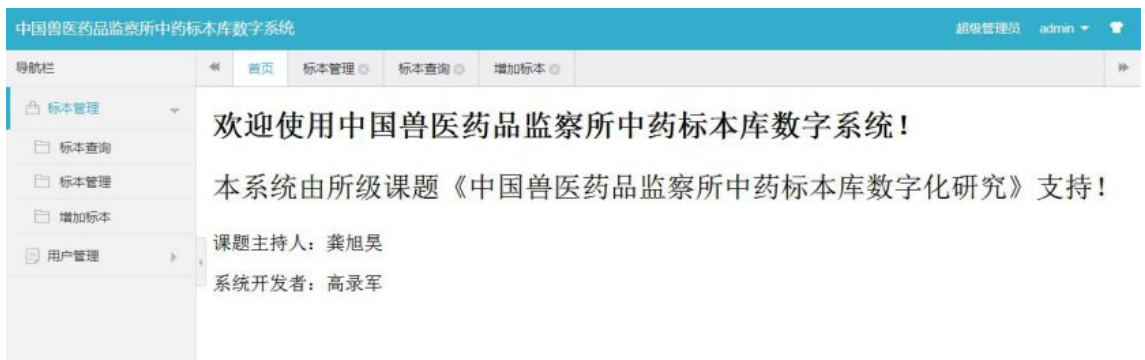 中国兽医药品监察所中药标本库数字系统
超级管理员 admin
导航栏
首页 标本管理 标本查询 增加标本
标本管理
标本查询
标本管理
增加标本
用户管理
欢迎使用中国兽医药品监察所中药标本库数字系统！
本系统由所级课题《中国兽医药品监察所中药标本库数字化研究》支持！
课题主持人：龚旭昊
系统开发者：高录军